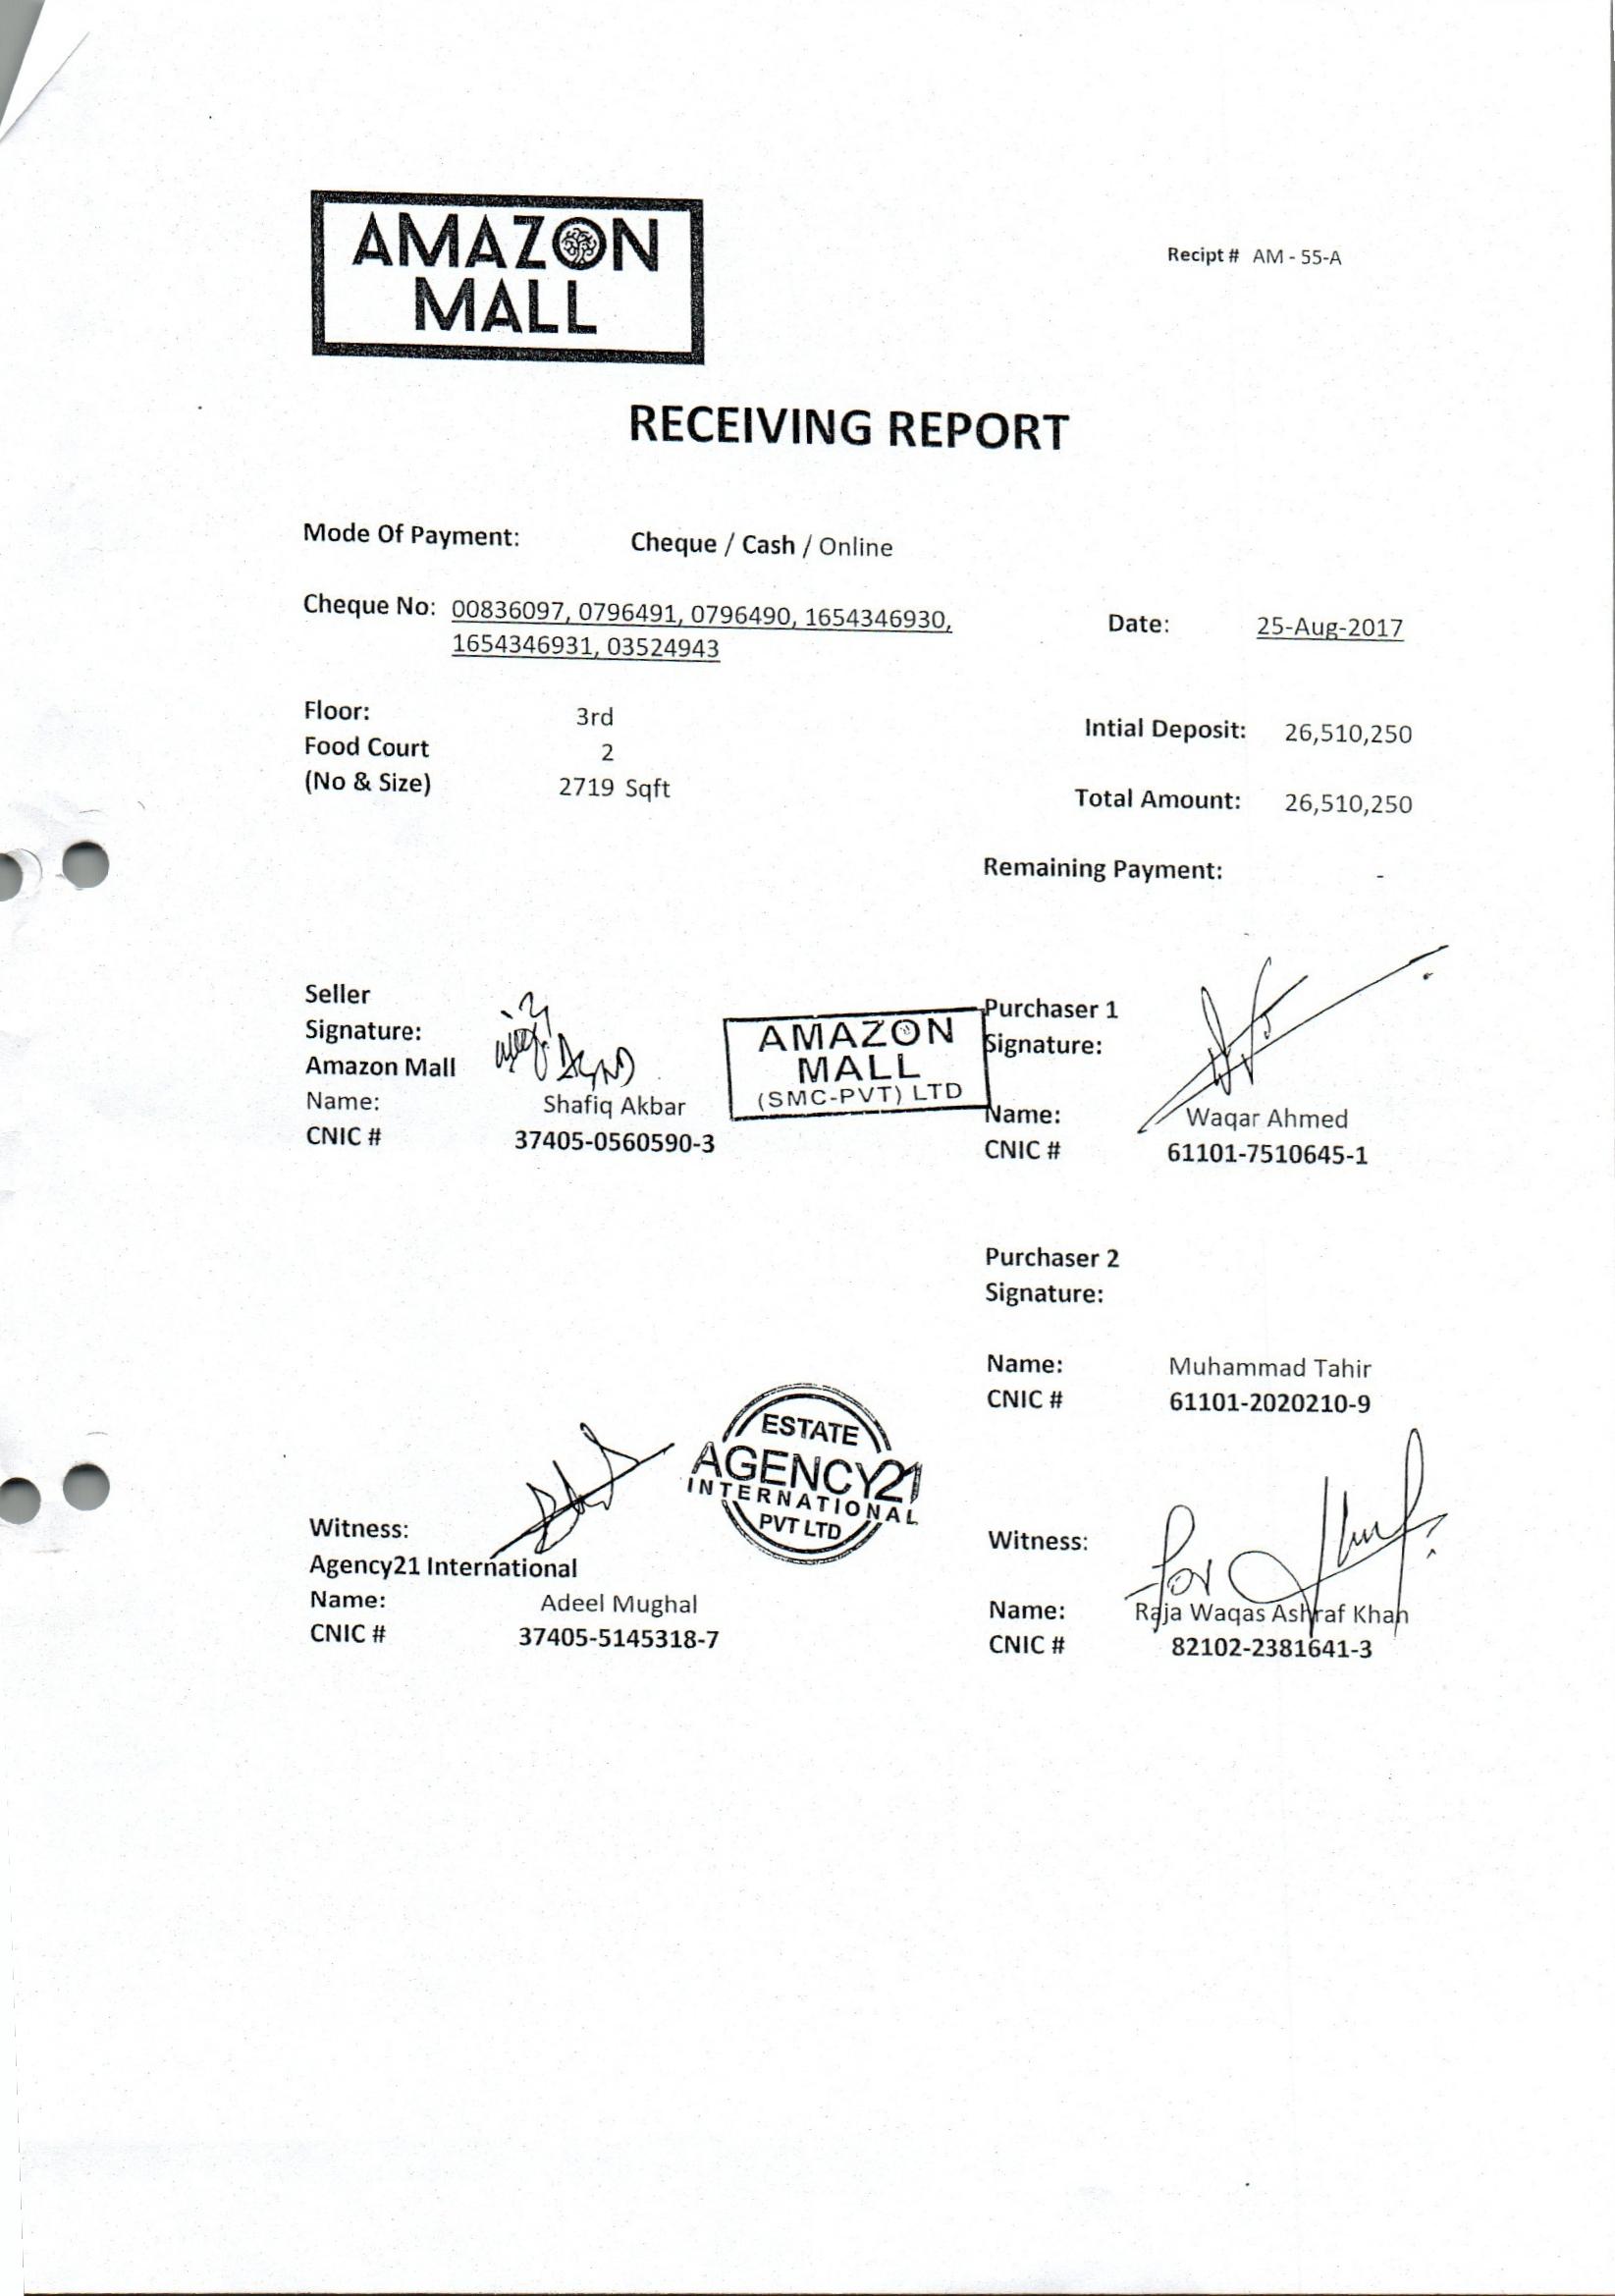 AMAZON
MALL
Recipt # AM - 55-A
RECEIVING REPORT
Mode Of Payment: Cheque / Cash / Online
Cheque No: 00836097, 0796491, 0796490, 1654346930,
1654346931, 03524943
Date: 25-Aug-2017
Floor: 3rd
Food Court 2
(No & Size) 2719 Sqft
Intial Deposit: 26,510,250
Total Amount: 26,510,250
Remaining Payment: -
Seller
Signature:
Amazon Mall
Name: Shafiq Akbar
CNIC # 37405-0560590-3
AMAZON
MALL
(SMC-PVT) LTD
Purchaser 1
Signature:
Name: Waqar Ahmed
CNIC # 61101-7510645-1
Purchaser 2
Signature:
Name: Muhammad Tahir
CNIC # 61101-2020210-9
ESTATE
AGENCY21
INTERNATIONAL
PVT LTD
Witness:
Agency21 International
Name: Adeel Mughal
CNIC # 37405-5145318-7
Witness:
For
Name: Raja Waqas Ashraf Khan
CNIC # 82102-2381641-3